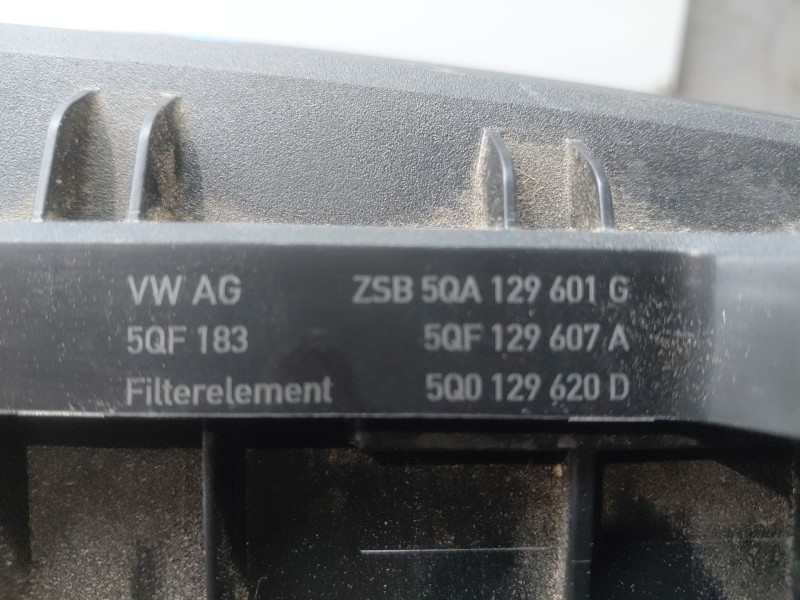 VW AG ZSB 5QA 129 601 G
5QF 183 5QF 129 607 A
Filterelement 5Q0 129 620 D